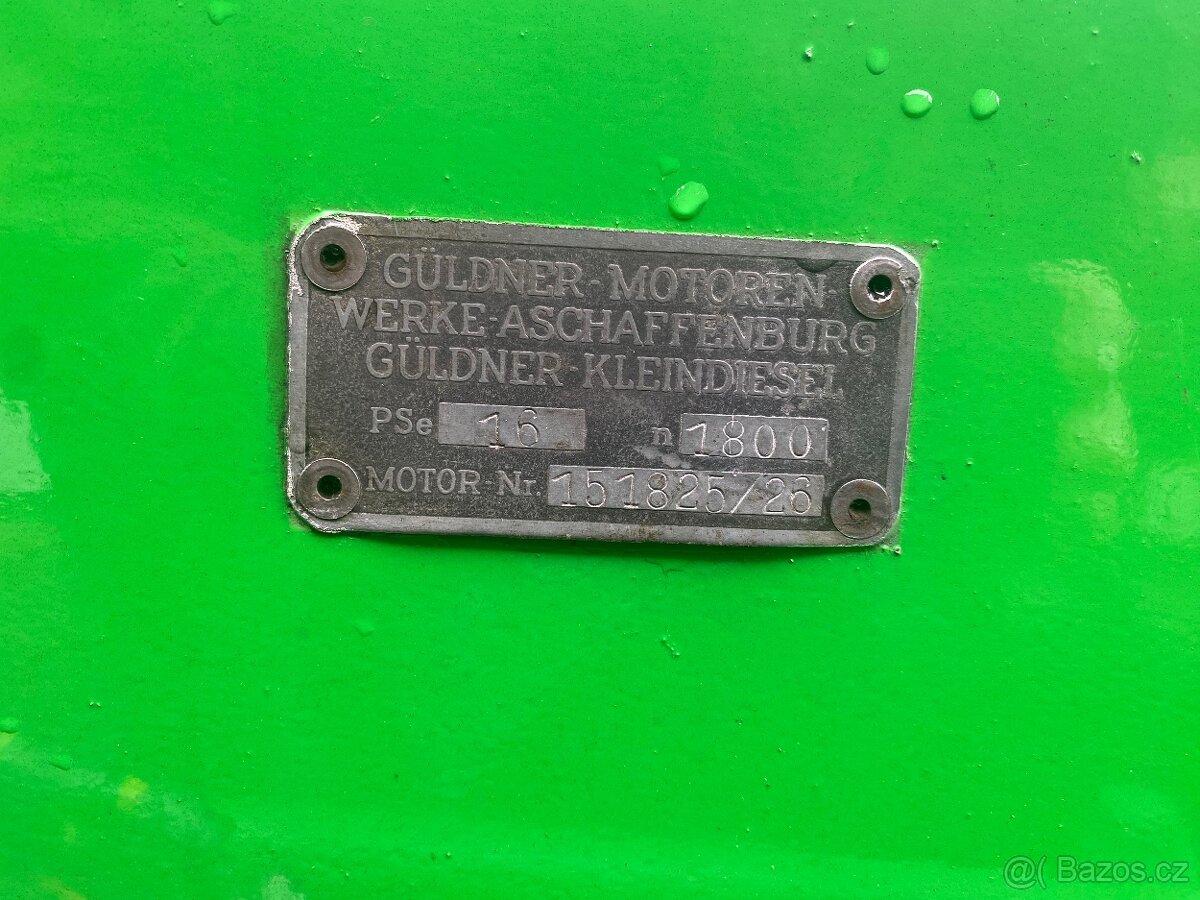 GÜLDNER-MOTOREN-
WERKE-ASCHAFFENBURG
GÜLDNER-KLEINDIESEL
PSe 16 n 1800
MOTOR-Nr. 151825/26
@( Bazos.cz